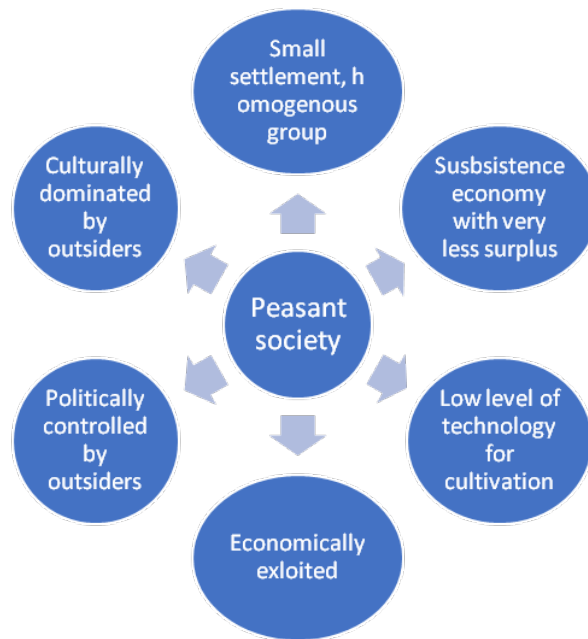 Small
settlement, h
omogenous
group
Susbsistence
economy
with very
less surplus
Low level of
technology
for
cultivation
Economically
exloited
Politically
controlled
by
outsiders
Culturally
dominated
by
outsiders
Peasant
society